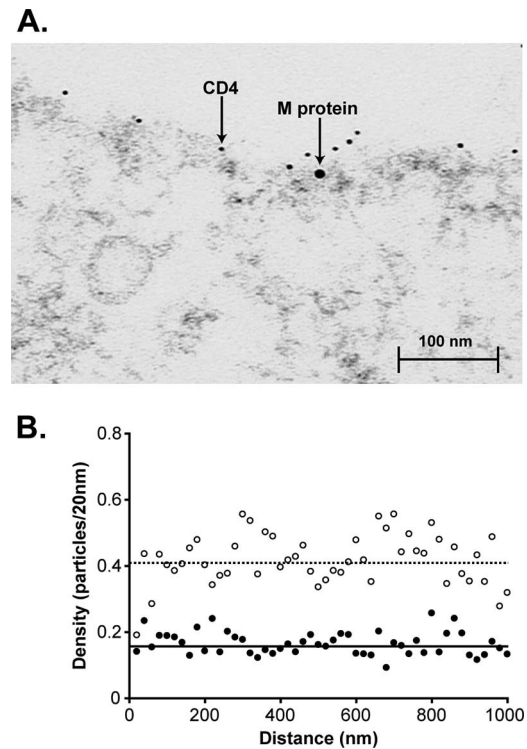 A.
CD4
M protein
100 nm
B.
Density (particles/20nm)
0.8
0.6
0.4
0.2
0
0 200 400 600 800 1000
Distance (nm)